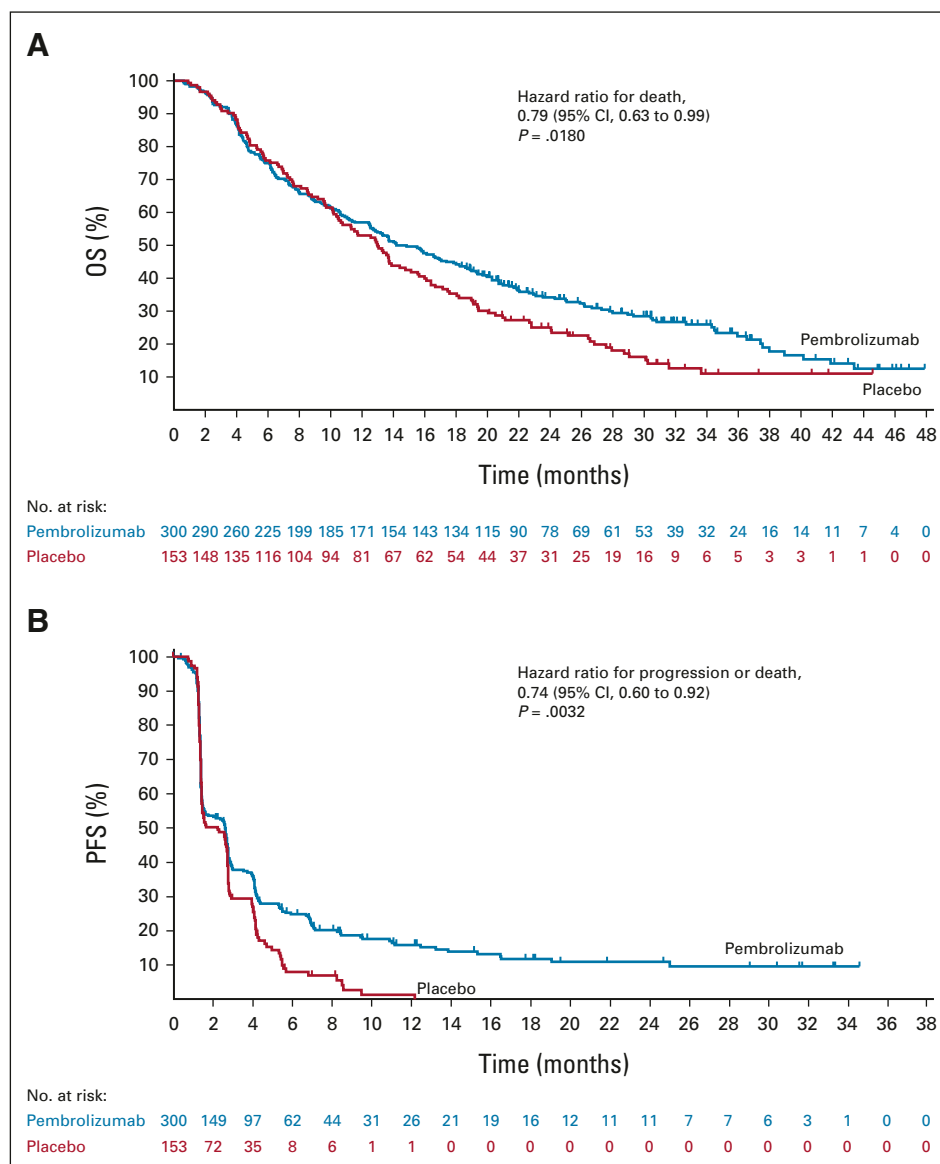 A
100
90
80
70
60
50
40
30
20
10
OS (%)
Hazard ratio for death,
0.79 (95% CI, 0.63 to 0.99)
P = .0180
Pembrolizumab
Placebo
0 2 4 6 8 10 12 14 16 18 20 22 24 26 28 30 32 34 36 38 40 42 44 46 48
Time (months)
No. at risk:
Pembrolizumab 300 290 260 225 199 185 171 154 143 134 115 90 78 69 61 53 39 32 24 16 14 11 7 4 0
Placebo 153 148 135 116 104 94 81 67 62 54 44 37 31 25 19 16 9 6 5 3 3 1 1 0 0
B
100
90
80
70
60
50
40
30
20
10
PFS (%)
Hazard ratio for progression or death,
0.74 (95% CI, 0.60 to 0.92)
P = .0032
Pembrolizumab
Placebo
0 2 4 6 8 10 12 14 16 18 20 22 24 26 28 30 32 34 36 38
Time (months)
No. at risk:
Pembrolizumab 300 149 97 62 44 31 26 21 19 16 12 11 11 7 7 6 3 1 0 0
Placebo 153 72 35 8 6 1 1 0 0 0 0 0 0 0 0 0 0 0 0 0